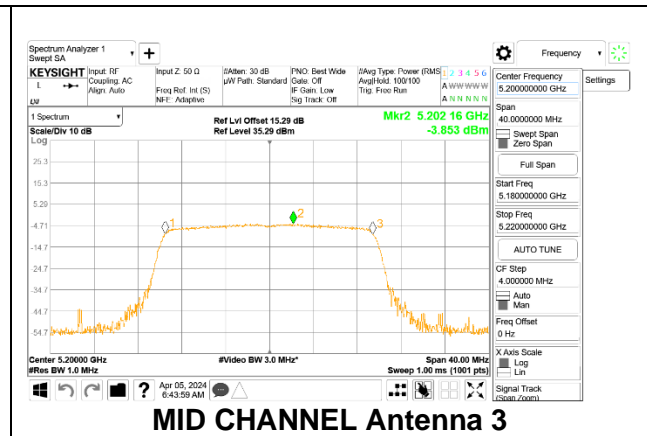 Spectrum Analyzer 1
Swept SA
Frequency
KEYSIGHT
Input: RF
Coupling: AC
Align: Auto
Input Z: 50 Ω
Freq Ref: Int (S)
NFE: Adaptive
#Atten: 30 dB
µW Path: Standard
PNO: Best Wide
Gate: Off
IF Gain: Low
Sig Track: Off
#Avg Type: Power (RMS
Avg|Hold: 100/100
Trig: Free Run
1 2 3 4 5 6
A W W W W W
A N N N N N
L
Center Frequency
5.200000000 GHz
Settings
Span
40.0000000 MHz
Swept Span
Zero Span
Full Span
Start Freq
5.180000000 GHz
Stop Freq
5.220000000 GHz
AUTO TUNE
CF Step
4.000000 MHz
Auto
Man
Freq Offset
0 Hz
X Axis Scale
Log
Lin
Signal Track
(Span Zoom)
1 Spectrum
Scale/Div 10 dB
Log
Ref Lvl Offset 15.29 dB
Ref Level 35.29 dBm
Mkr2 5.202 16 GHz
-3.853 dBm
25.3
15.3
5.29
-4.71
-14.7
-24.7
-34.7
-44.7
-54.7
1
2
3
Center 5.20000 GHz
#Res BW 1.0 MHz
#Video BW 3.0 MHz*
Span 40.00 MHz
Sweep 1.00 ms (1001 pts)
Apr 05, 2024
6:43:59 AM
MID CHANNEL Antenna 3